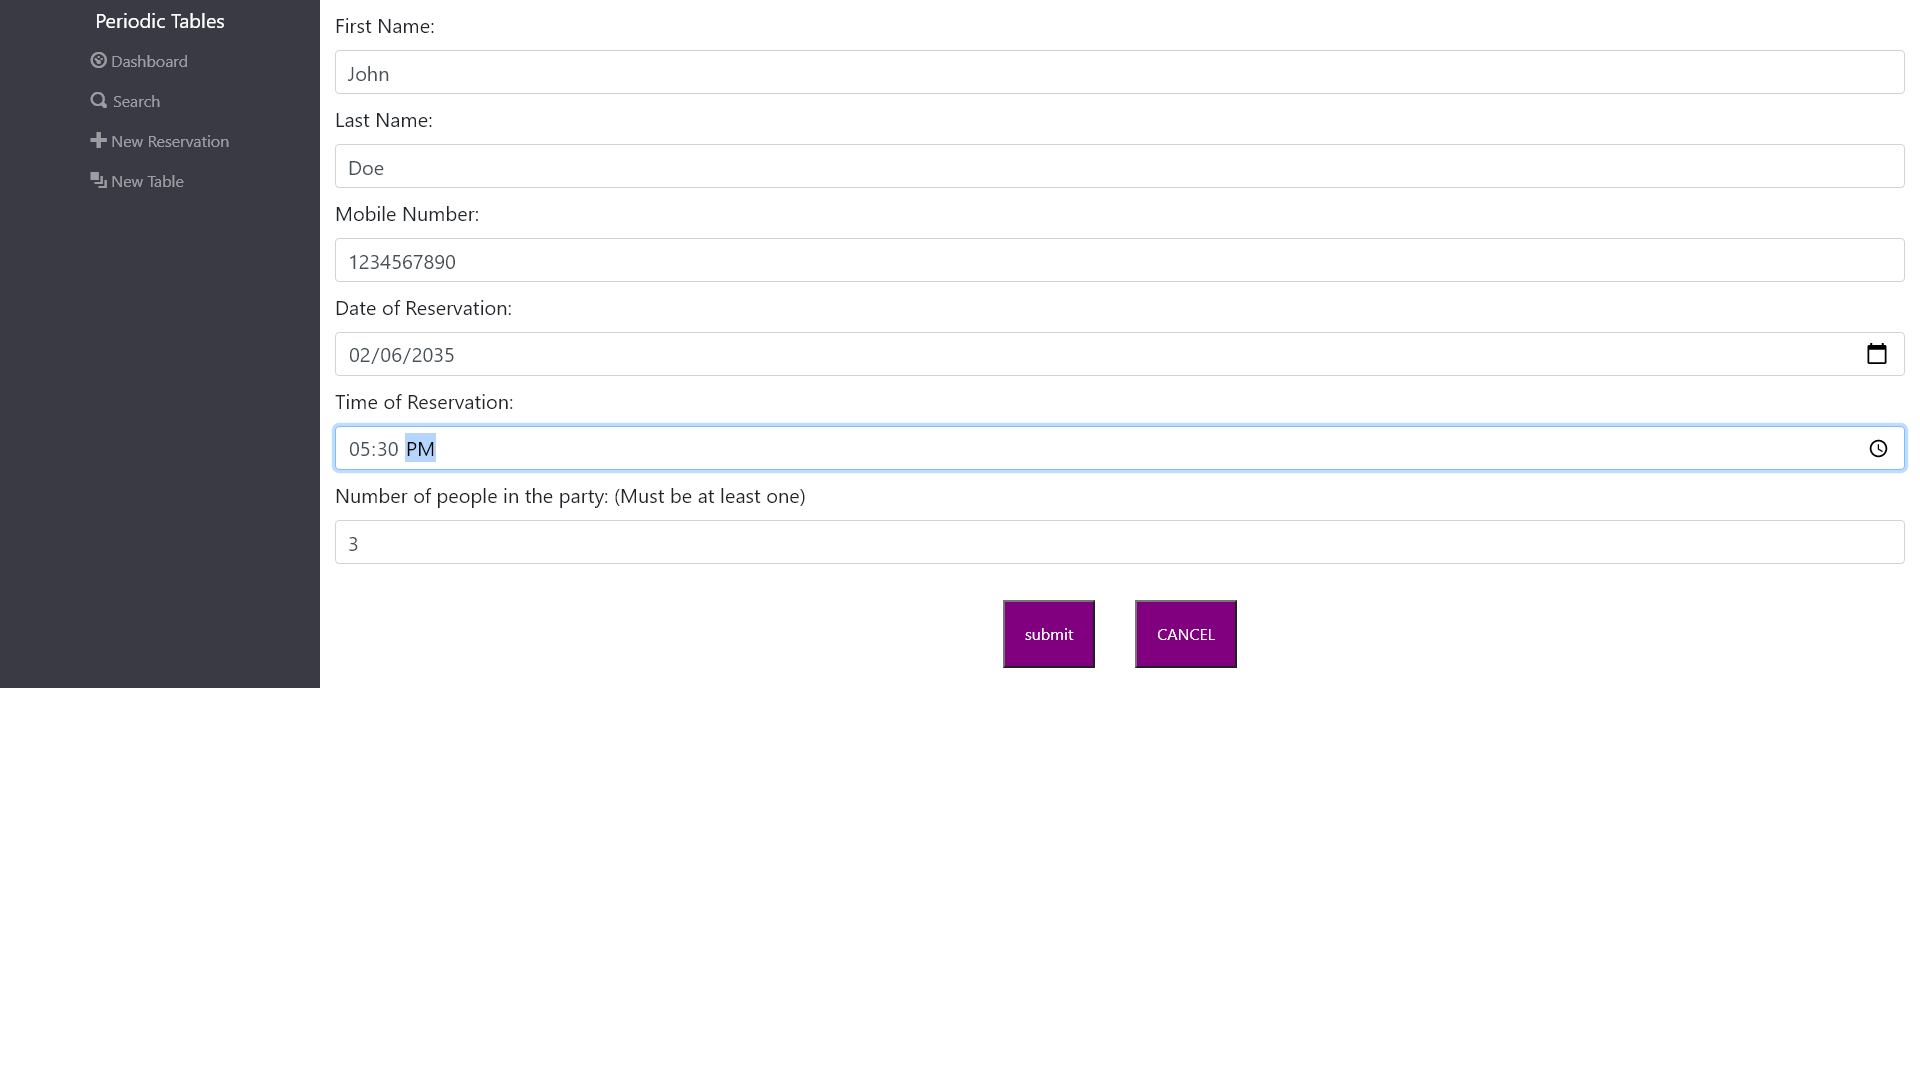 Periodic Tables
Dashboard
Search
New Reservation
New Table
First Name:
John
Last Name:
Doe
Mobile Number:
1234567890
Date of Reservation:
02/06/2035
Time of Reservation:
05:30 PM
Number of people in the party: (Must be at least one)
3
submit
CANCEL